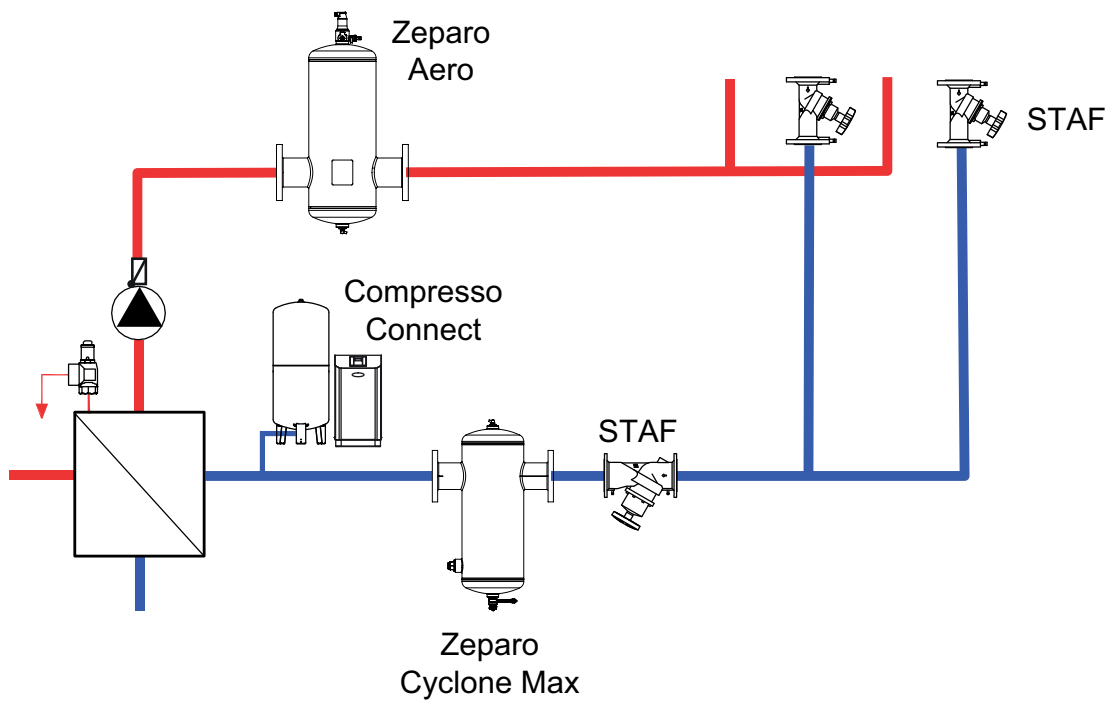 Zeparo
Aero
STAF
Compresso
Connect
STAF
Zeparo
Cyclone Max